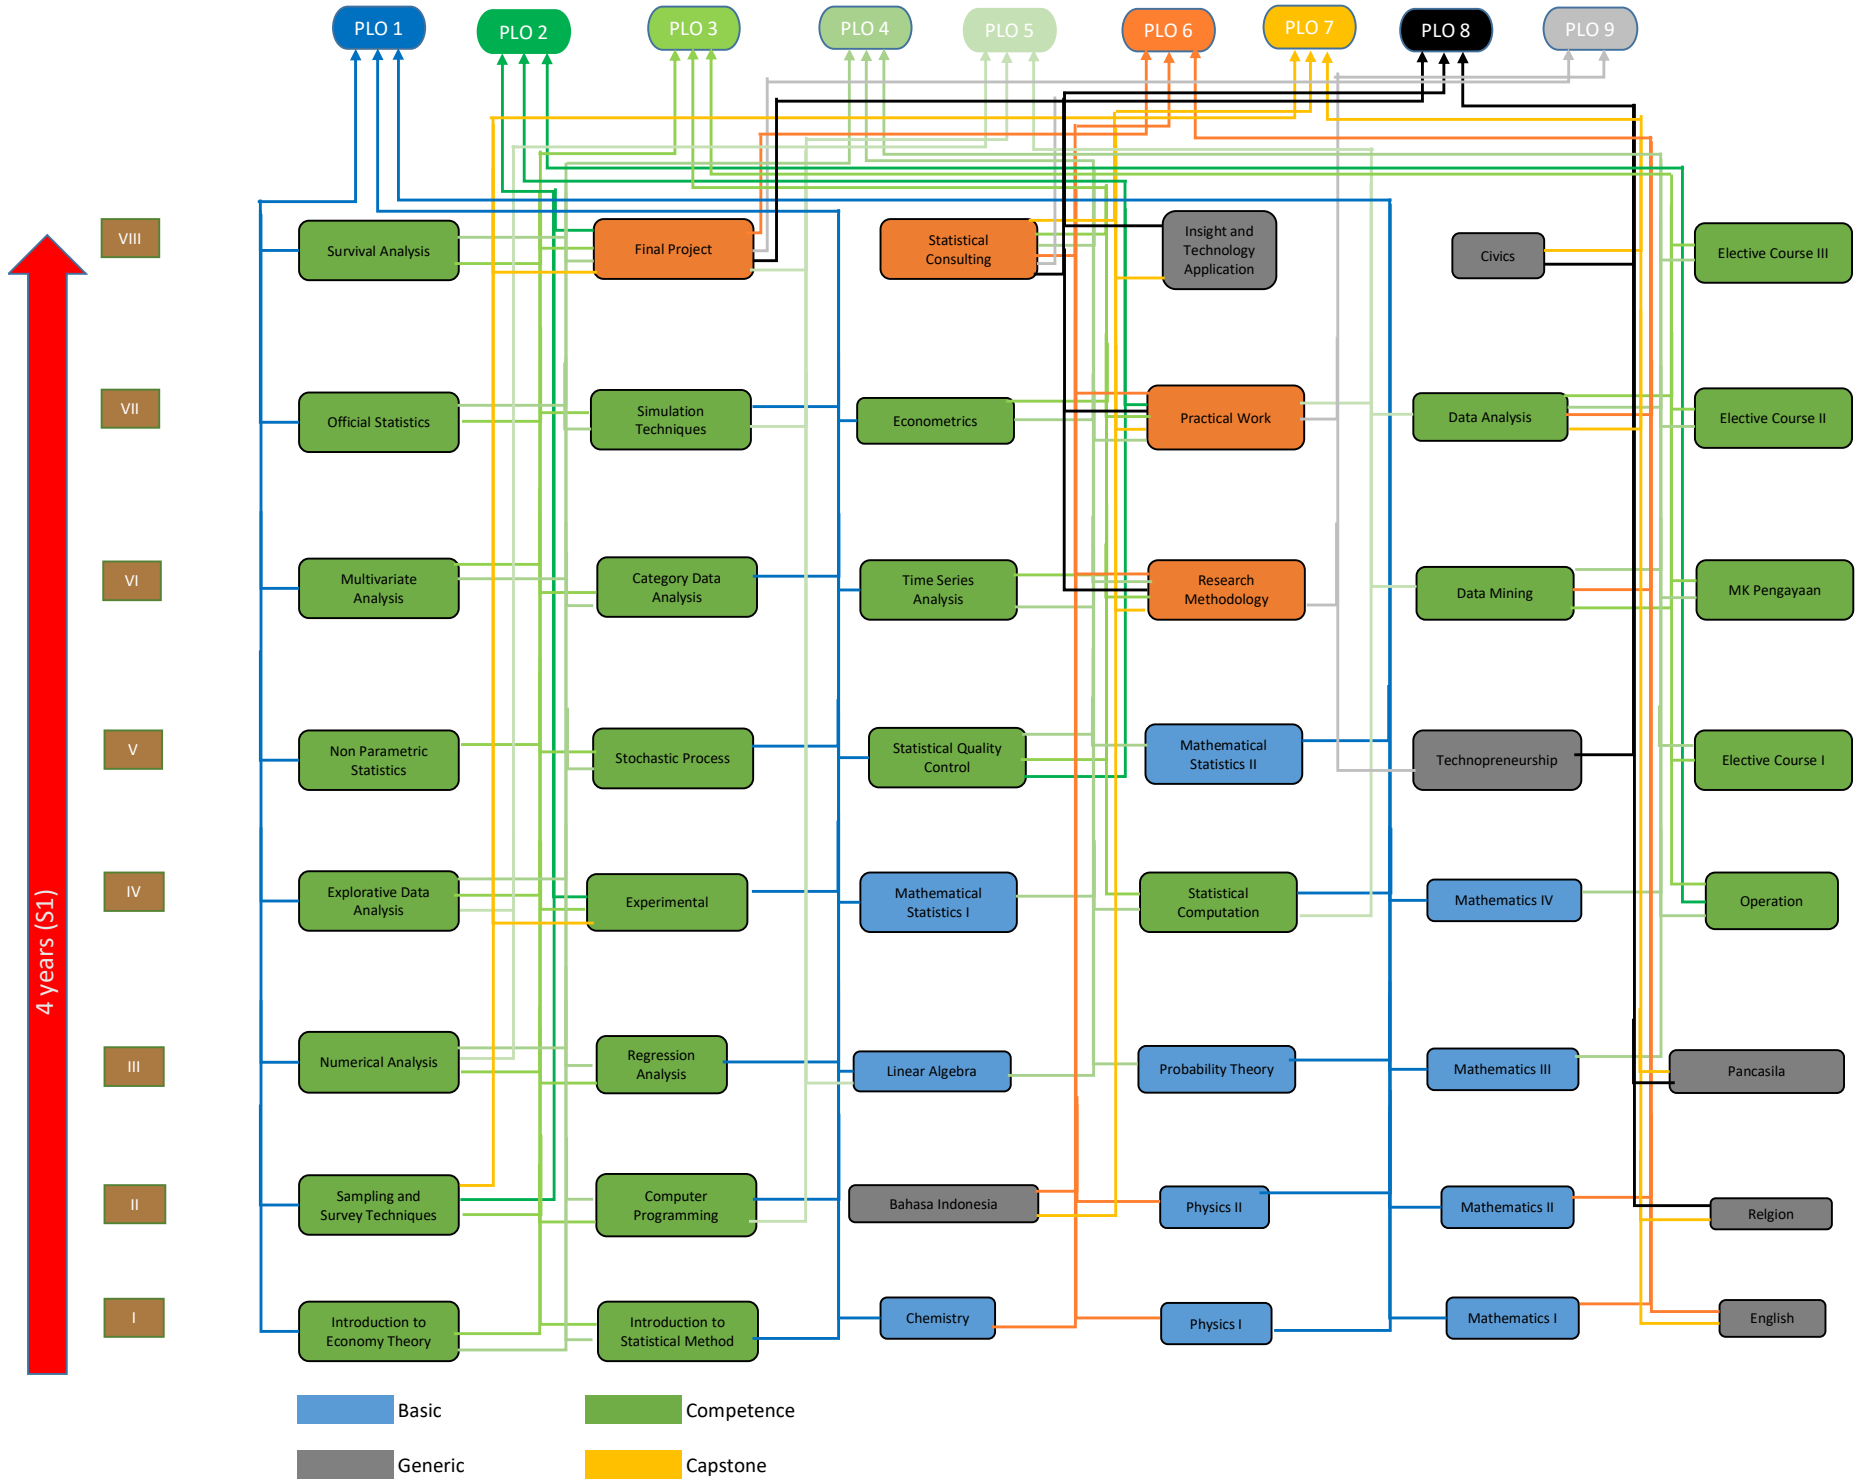 PLO 1
PLO 2
PLO 3
PLO 4
PLO 5
PLO 6
PLO 7
PLO 8
PLO 9
VIII
Survival Analysis
Final Project
Statistical
Consulting
Insight and
Technology
Application
Civics
Elective Course III
VII
Official Statistics
Simulation
Techniques
Econometrics
Practical Work
Data Analysis
Elective Course II
VI
Multivariate
Analysis
Category Data
Analysis
Time Series
Analysis
Research
Methodology
Data Mining
MK Pengayaan
V
Non Parametric
Statistics
Stochastic Process
Statistical Quality
Control
Mathematical
Statistics II
Technopreneurship
Elective Course I
IV
Explorative Data
Analysis
Experimental
Mathematical
Statistics I
Statistical
Computation
Mathematics IV
Operation
III
Numerical Analysis
Regression
Analysis
Linear Algebra
Probability Theory
Mathematics III
Pancasila
II
Sampling and
Survey Techniques
Computer
Programming
Bahasa Indonesia
Physics II
Mathematics II
Relgion
I
Introduction to
Economy Theory
Introduction to
Statistical Method
Chemistry
Physics I
Mathematics I
English
4 years (S1)
Basic
Competence
Generic
Capstone